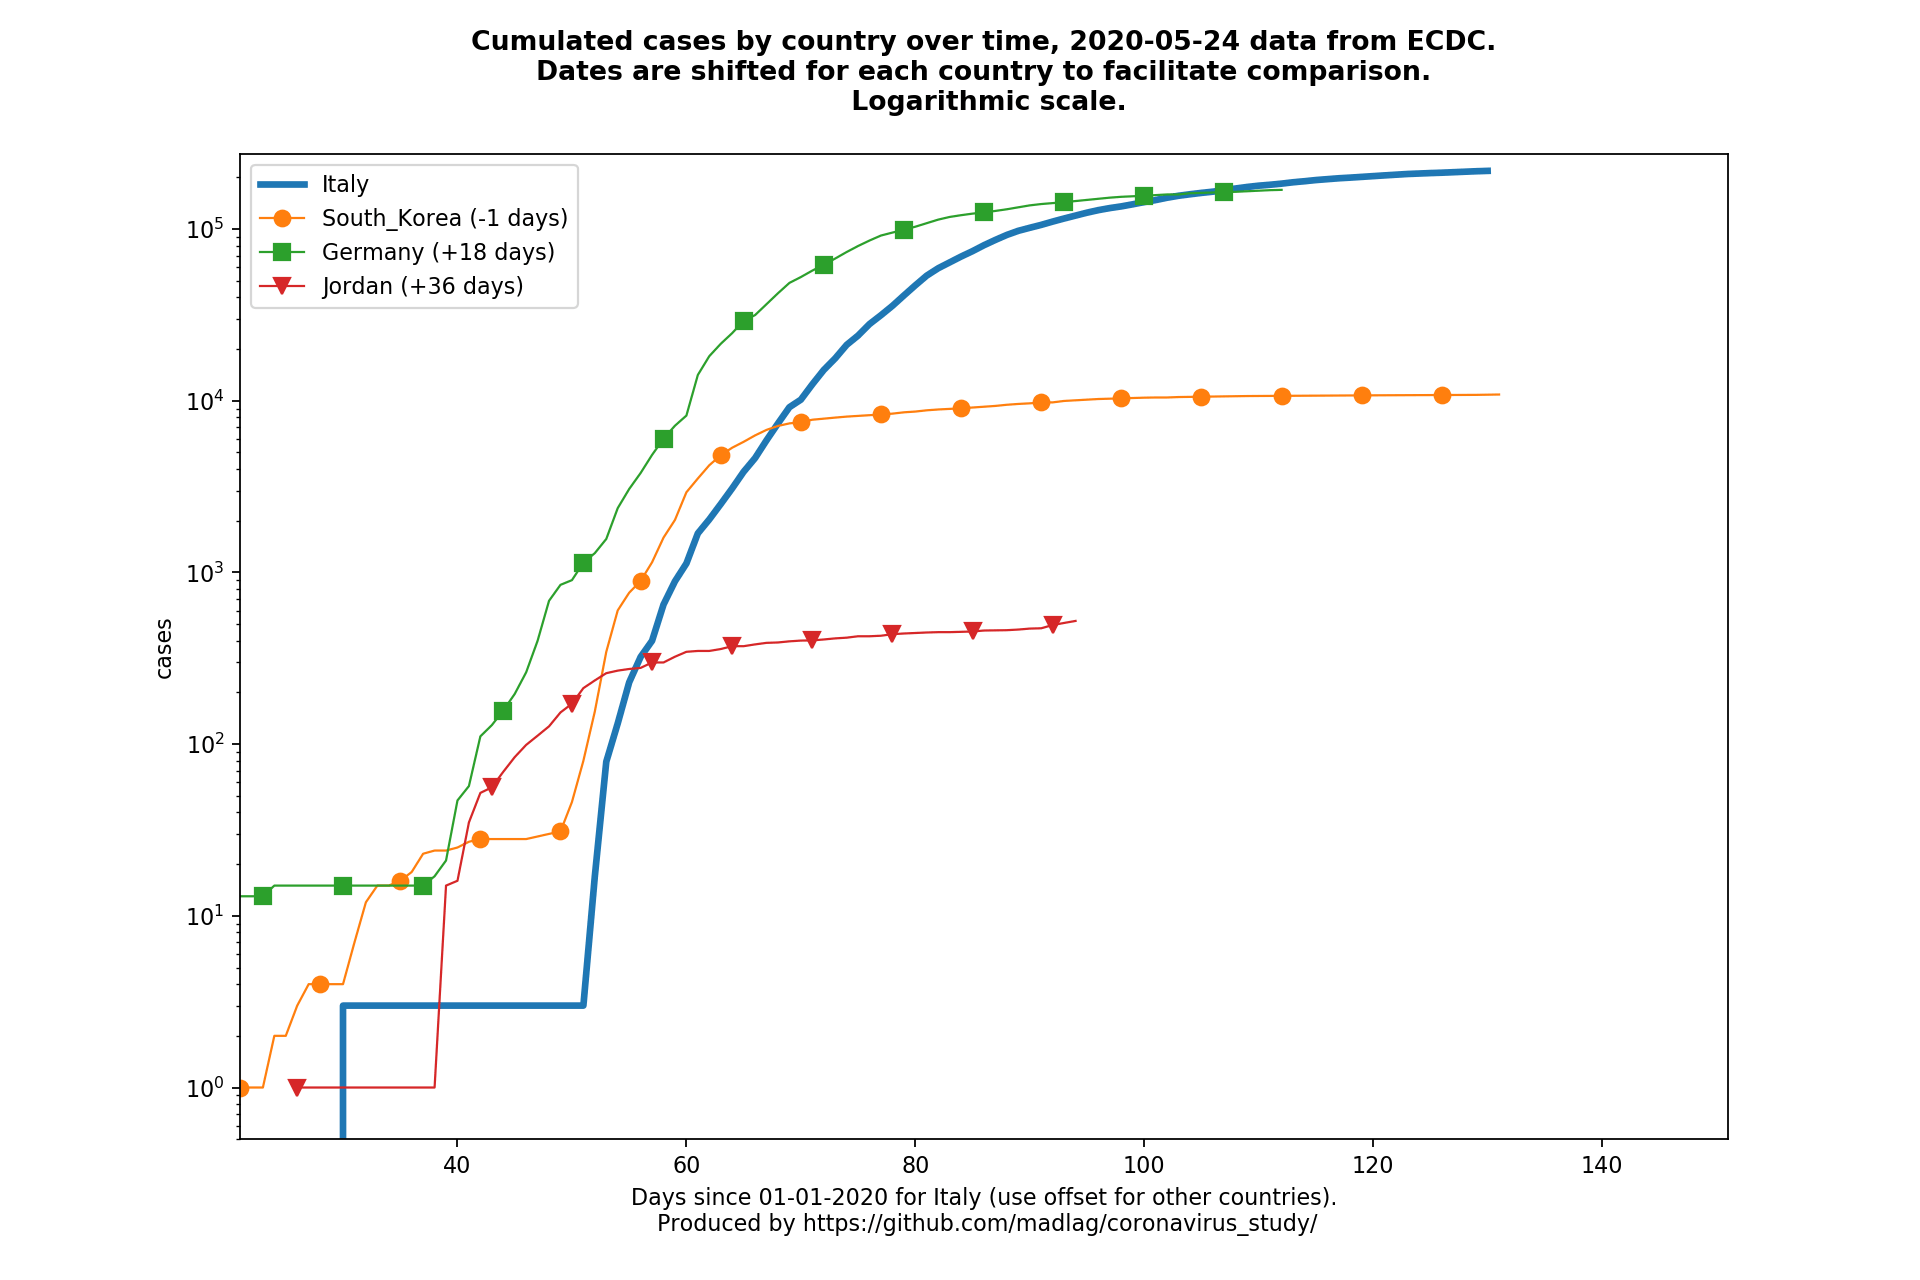 Cumulated cases by country over time, 2020-05-24 data from ECDC.
Dates are shifted for each country to facilitate comparison.
Logarithmic scale.
Italy
South_Korea (-1 days)
Germany (+18 days)
Jordan (+36 days)
10^5
10^4
10^3
10^2
10^1
10^0
cases
40 60 80 100 120 140
Days since 01-01-2020 for Italy (use offset for other countries).
Produced by https://github.com/madlag/coronavirus_study/